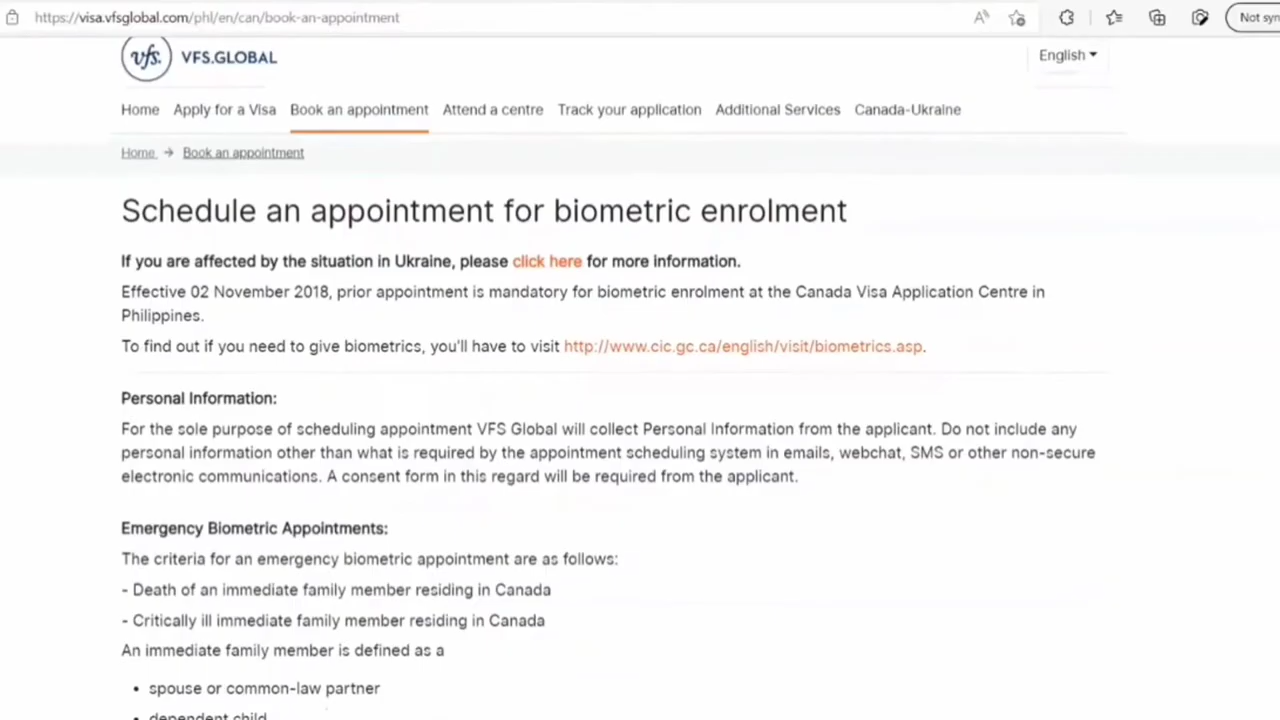 https://visa.vfsglobal.com/phl/en/can/book-an-appointment
Not syn
vfs. VFS.GLOBAL
English
Home Apply for a Visa Book an appointment Attend a centre Track your application Additional Services Canada-Ukraine
Home → Book an appointment
Schedule an appointment for biometric enrolment
If you are affected by the situation in Ukraine, please click here for more information.
Effective 02 November 2018, prior appointment is mandatory for biometric enrolment at the Canada Visa Application Centre in
Philippines.
To find out if you need to give biometrics, you'll have to visit http://www.cic.gc.ca/english/visit/biometrics.asp.
Personal Information:
For the sole purpose of scheduling appointment VFS Global will collect Personal Information from the applicant. Do not include any
personal information other than what is required by the appointment scheduling system in emails, webchat, SMS or other non-secure
electronic communications. A consent form in this regard will be required from the applicant.
Emergency Biometric Appointments:
The criteria for an emergency biometric appointment are as follows:
- Death of an immediate family member residing in Canada
- Critically ill immediate family member residing in Canada
An immediate family member is defined as a
• spouse or common-law partner
• dependent child